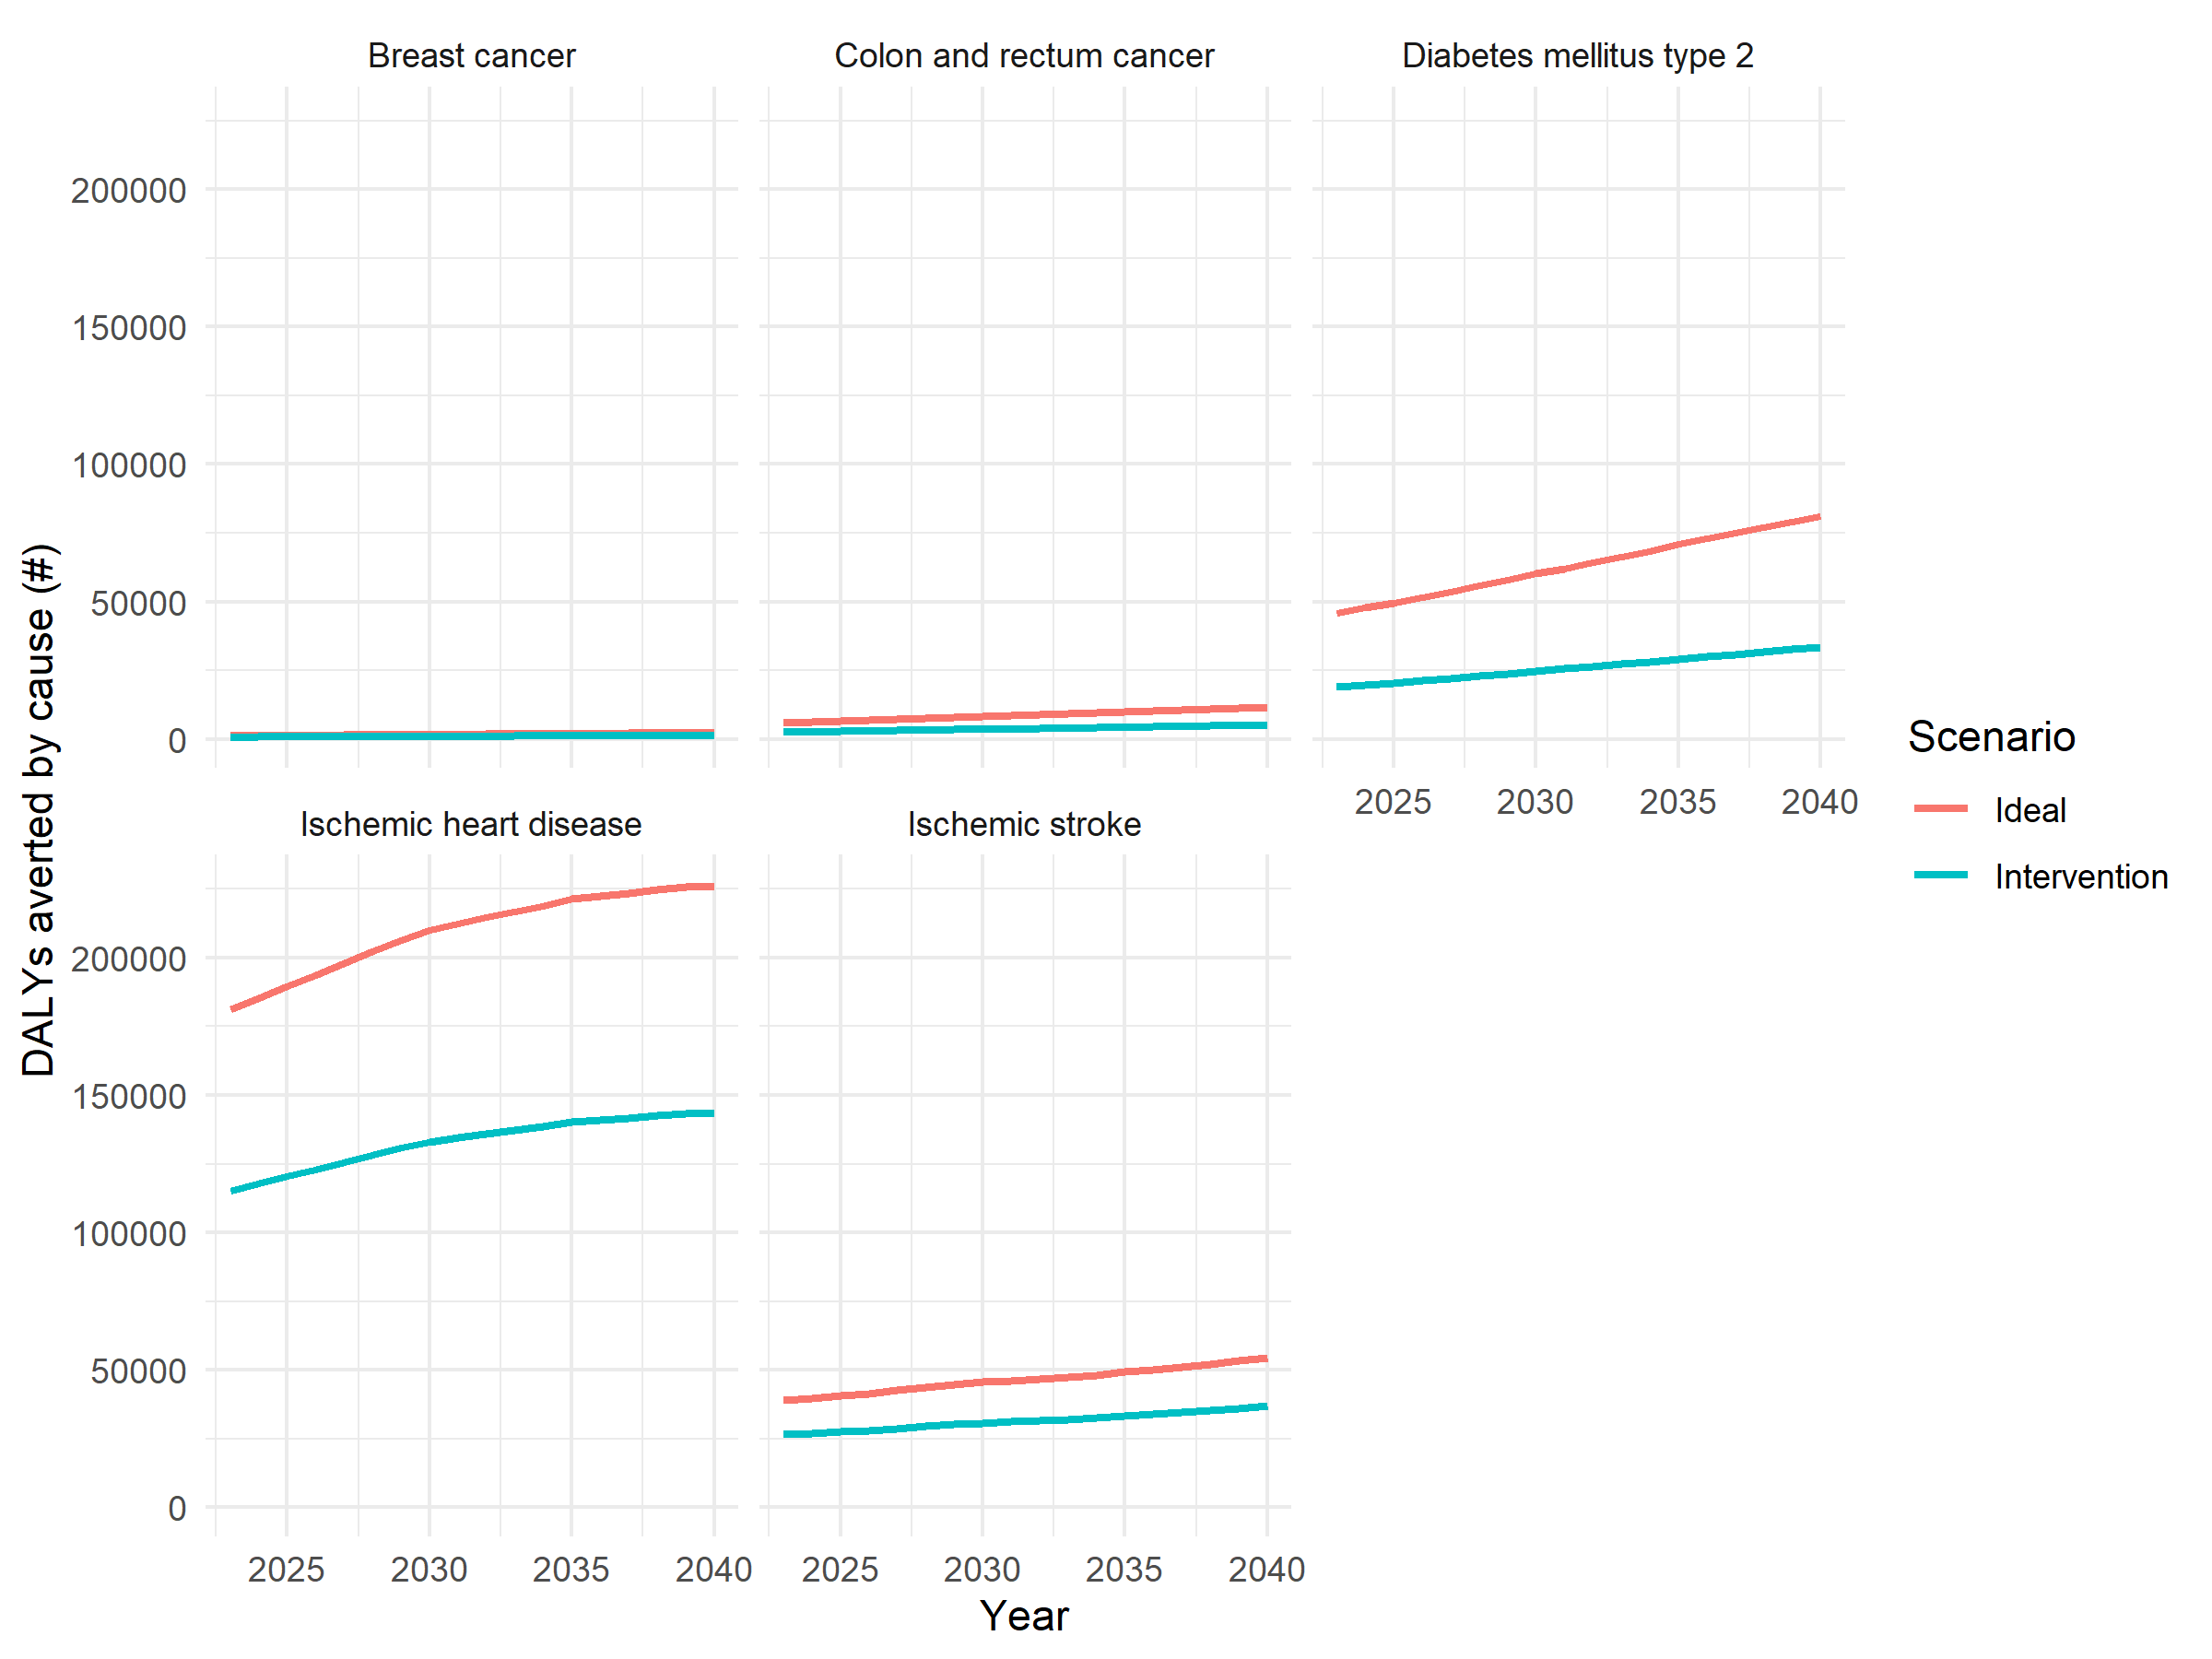 Breast cancer
Colon and rectum cancer
Diabetes mellitus type 2
200000
150000
100000
50000
0
2025 2030 2035 2040
Ischemic heart disease
Ischemic stroke
200000
150000
100000
50000
0
2025 2030 2035 2040
2025 2030 2035 2040
Year
DALYs averted by cause (#)
Scenario
Ideal
Intervention